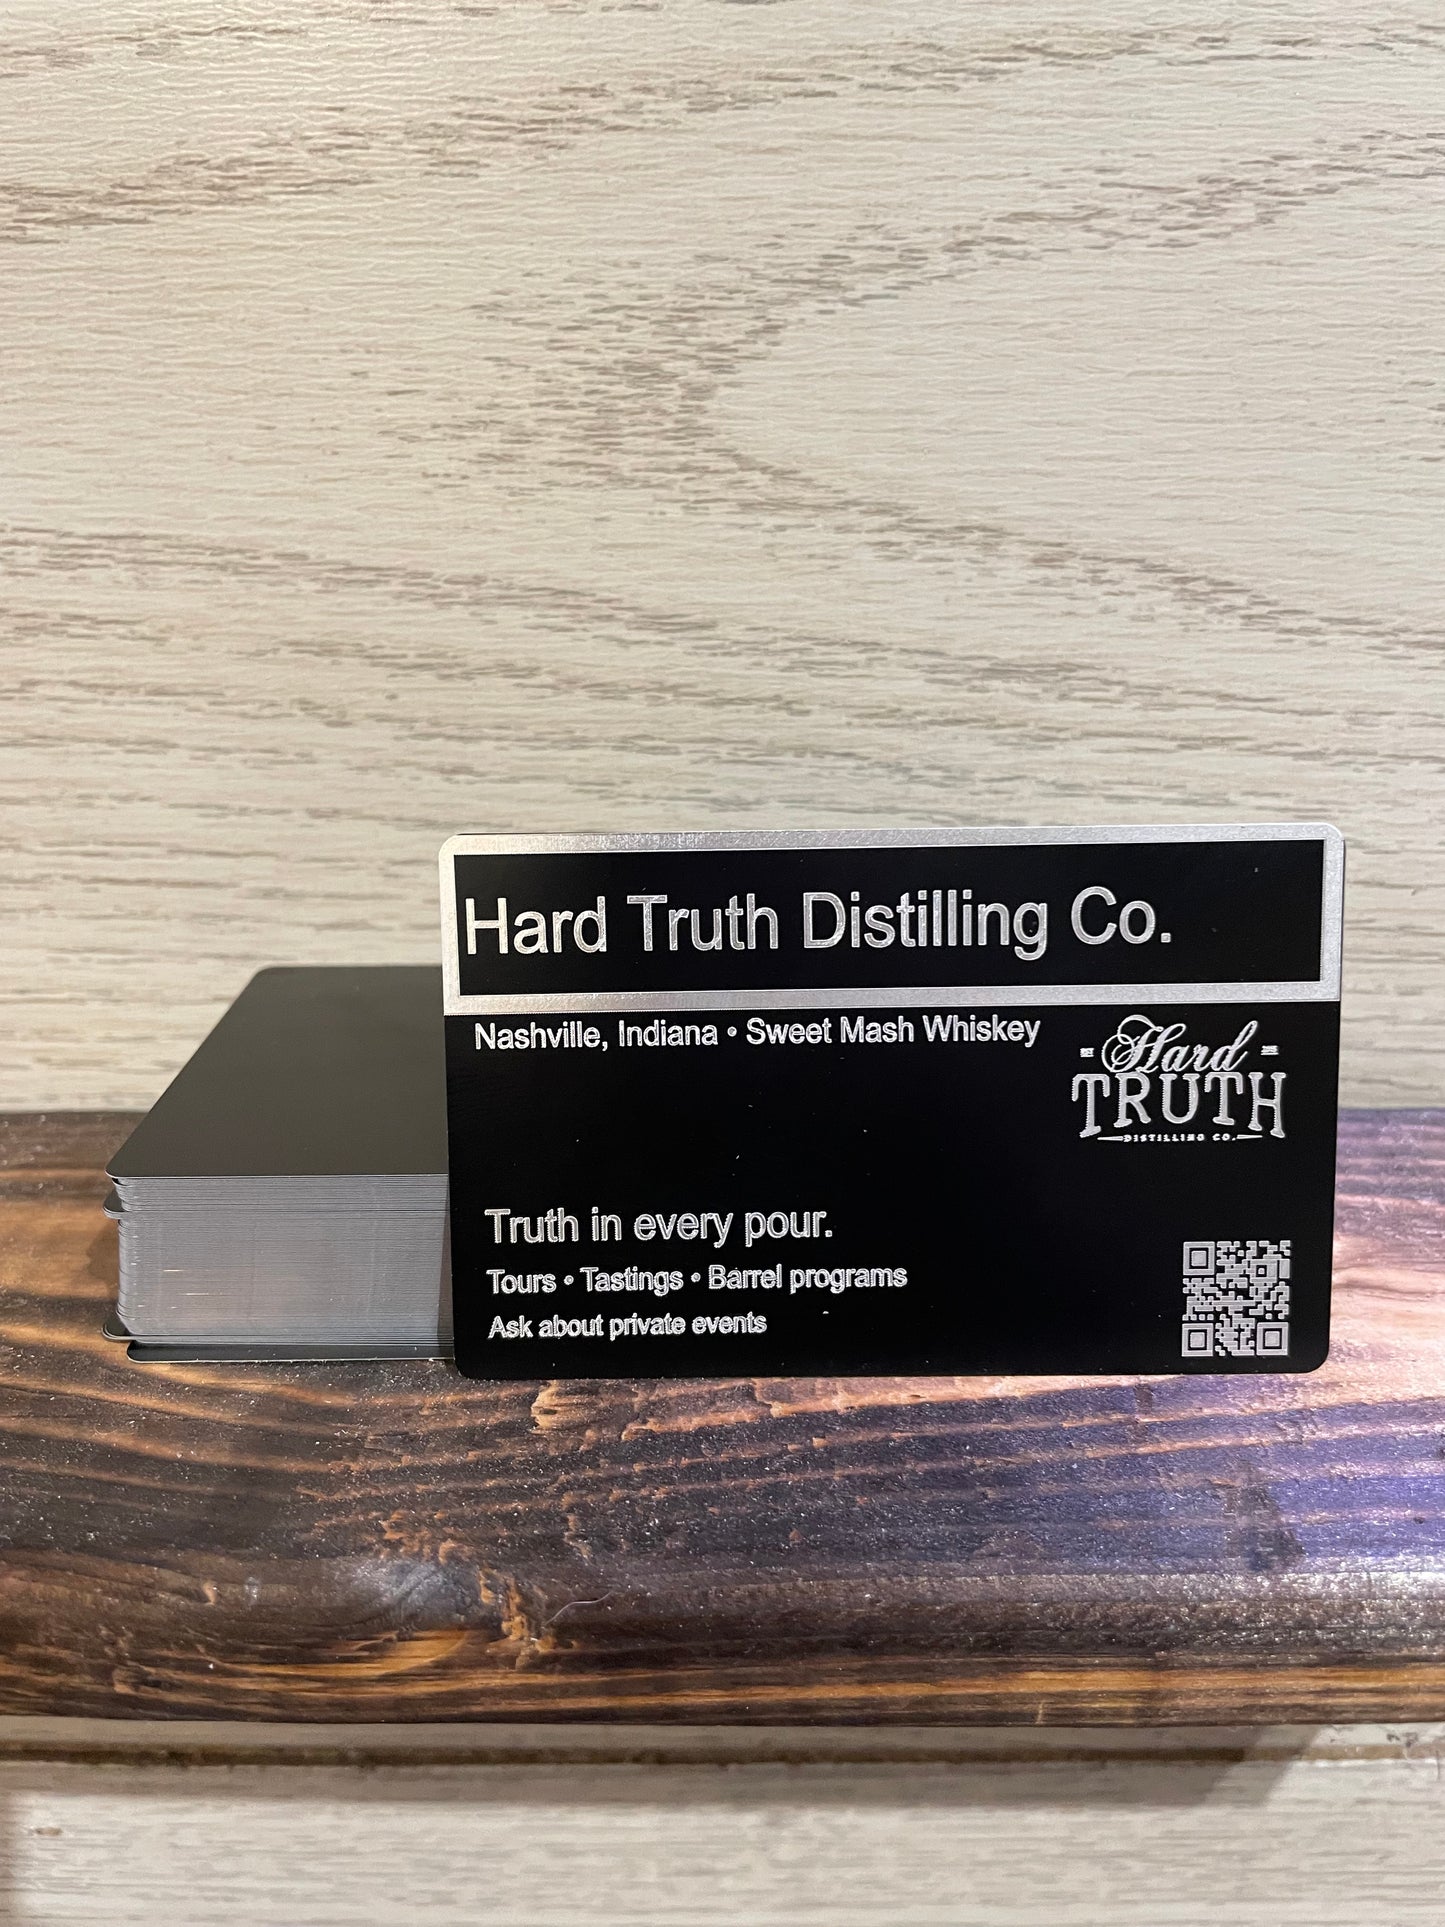 Hard Truth Distilling Co.
Nashville, Indiana • Sweet Mash Whiskey
Hard
TRUTH
DISTILLING CO.
Truth in every pour.
Tours • Tastings • Barrel programs
Ask about private events